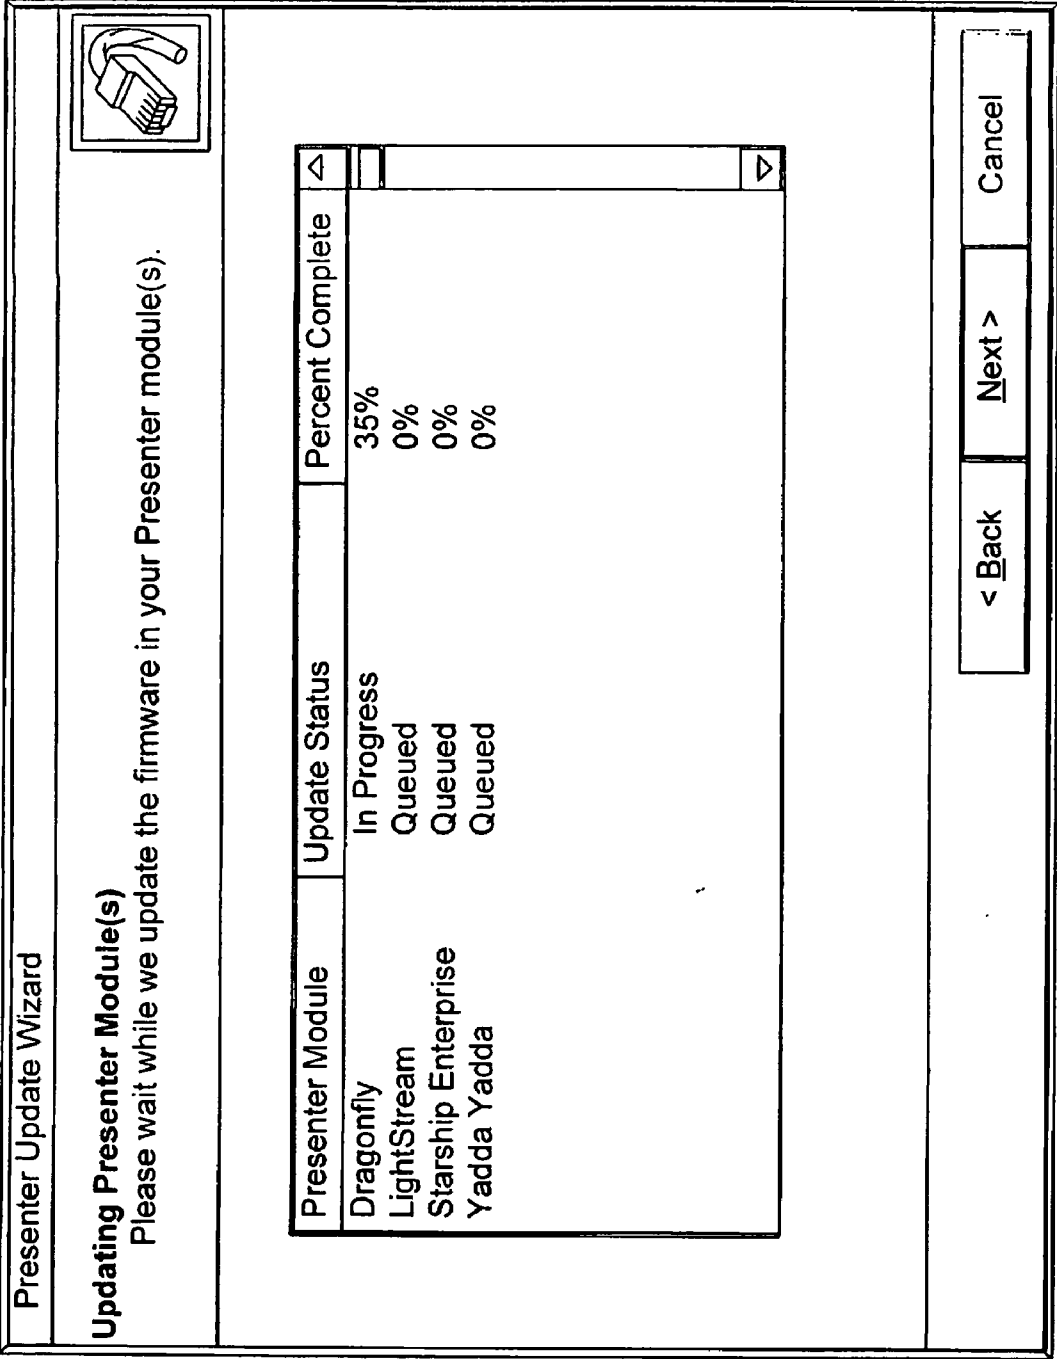 Presenter Update Wizard
Updating Presenter Module(s)
Please wait while we update the firmware in your Presenter module(s).
Presenter Module Update Status Percent Complete
Dragonfly In Progress 35%
LightStream Queued 0%
Starship Enterprise Queued 0%
Yadda Yadda Queued 0%
< Back Next > Cancel